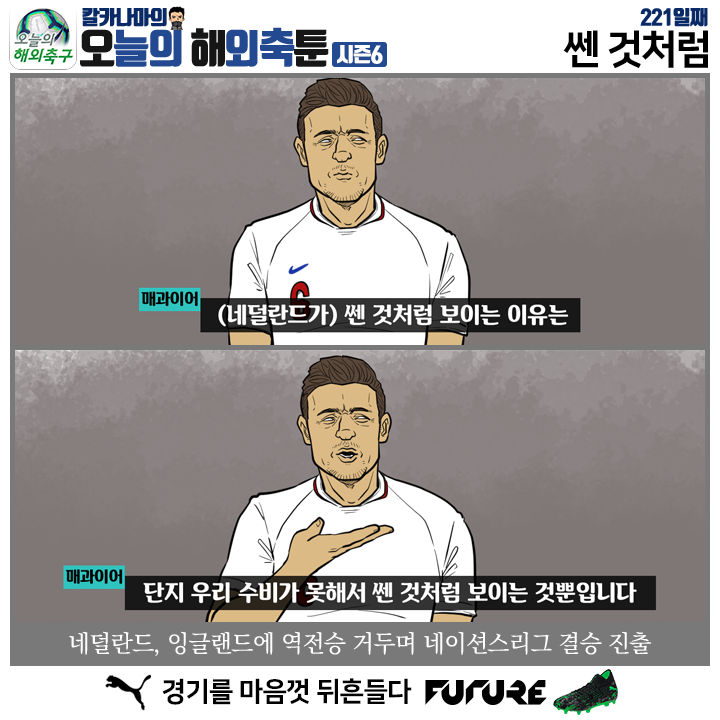 오늘의
해외축구
칼카나마의
오늘의 해외축툰
시즌6
221일째
쎈 것처럼
6
매과이어
(네덜란드가) 쎈 것처럼 보이는 이유는
매과이어
단지 우리 수비가 못해서 쎈 것처럼 보이는 것뿐입니다
네덜란드, 잉글랜드에 역전승 거두며 네이션스리그 결승 진출
경기를 마음껏 뒤흔들다 FUTURE